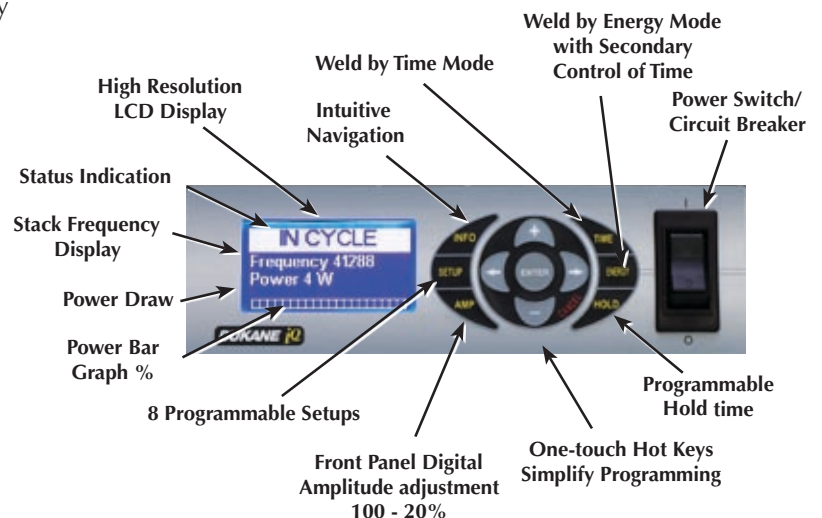 y
Weld by Energy Mode
with Secondary
Control of Time
High Resolution
LCD Display
Weld by Time Mode
Intuitive
Navigation
Power Switch/
Circuit Breaker
Status Indication
Stack Frequency
Display
Power Draw
Power Bar
Graph %
IN CYCLE
Frequency 41288
Power 4 W
DUKANE iQ
INFO
SETUP
AMP
+
ENTER
-
CANCEL
TIME
ENERGY
HOLD
I
O
8 Programmable Setups
Front Panel Digital
Amplitude adjustment
100 - 20%
One-touch Hot Keys
Simplify Programming
Programmable
Hold time